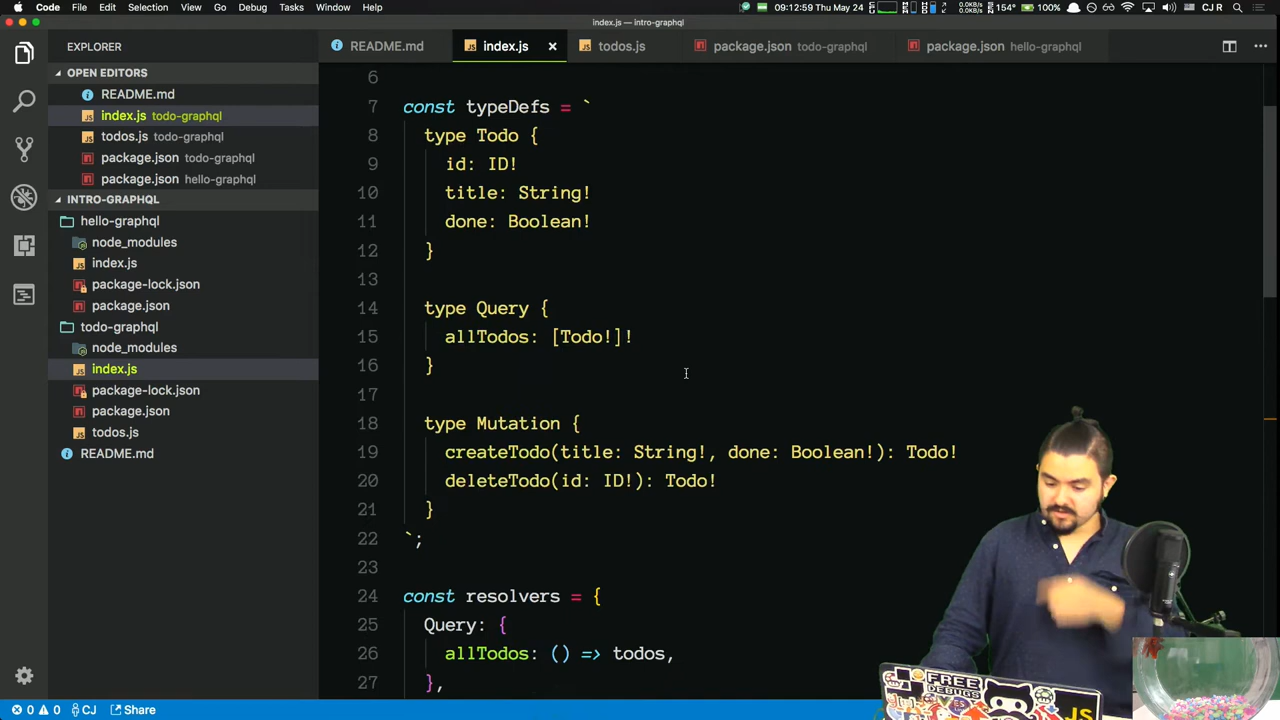 Code File Edit Selection View Go Debug Tasks Window Help
09:12:59 Thu May 24
154° 100% CJ R
index.js — intro-graphql
EXPLORER
README.md
index.js ×
todos.js
package.json todo-graphql
package.json hello-graphql
OPEN EDITORS
README.md
index.js todo-graphql
todos.js todo-graphql
package.json todo-graphql
package.json hello-graphql
INTRO-GRAPHQL
hello-graphql
node_modules
index.js
package-lock.json
package.json
todo-graphql
node_modules
index.js
package-lock.json
package.json
todos.js
README.md
6
7 const typeDefs = `
8 type Todo {
9 id: ID!
10 title: String!
11 done: Boolean!
12 }
13
14 type Query {
15 allTodos: [Todo!]!
16 }
17
18 type Mutation {
19 createTodo(title: String!, done: Boolean!): Todo!
20 deleteTodo(id: ID!): Todo!
21 }
22 `;
23
24 const resolvers = {
25 Query: {
26 allTodos: () => todos,
27 },
FREE
DEBUGS
YES
JS
0 0 CJ Share